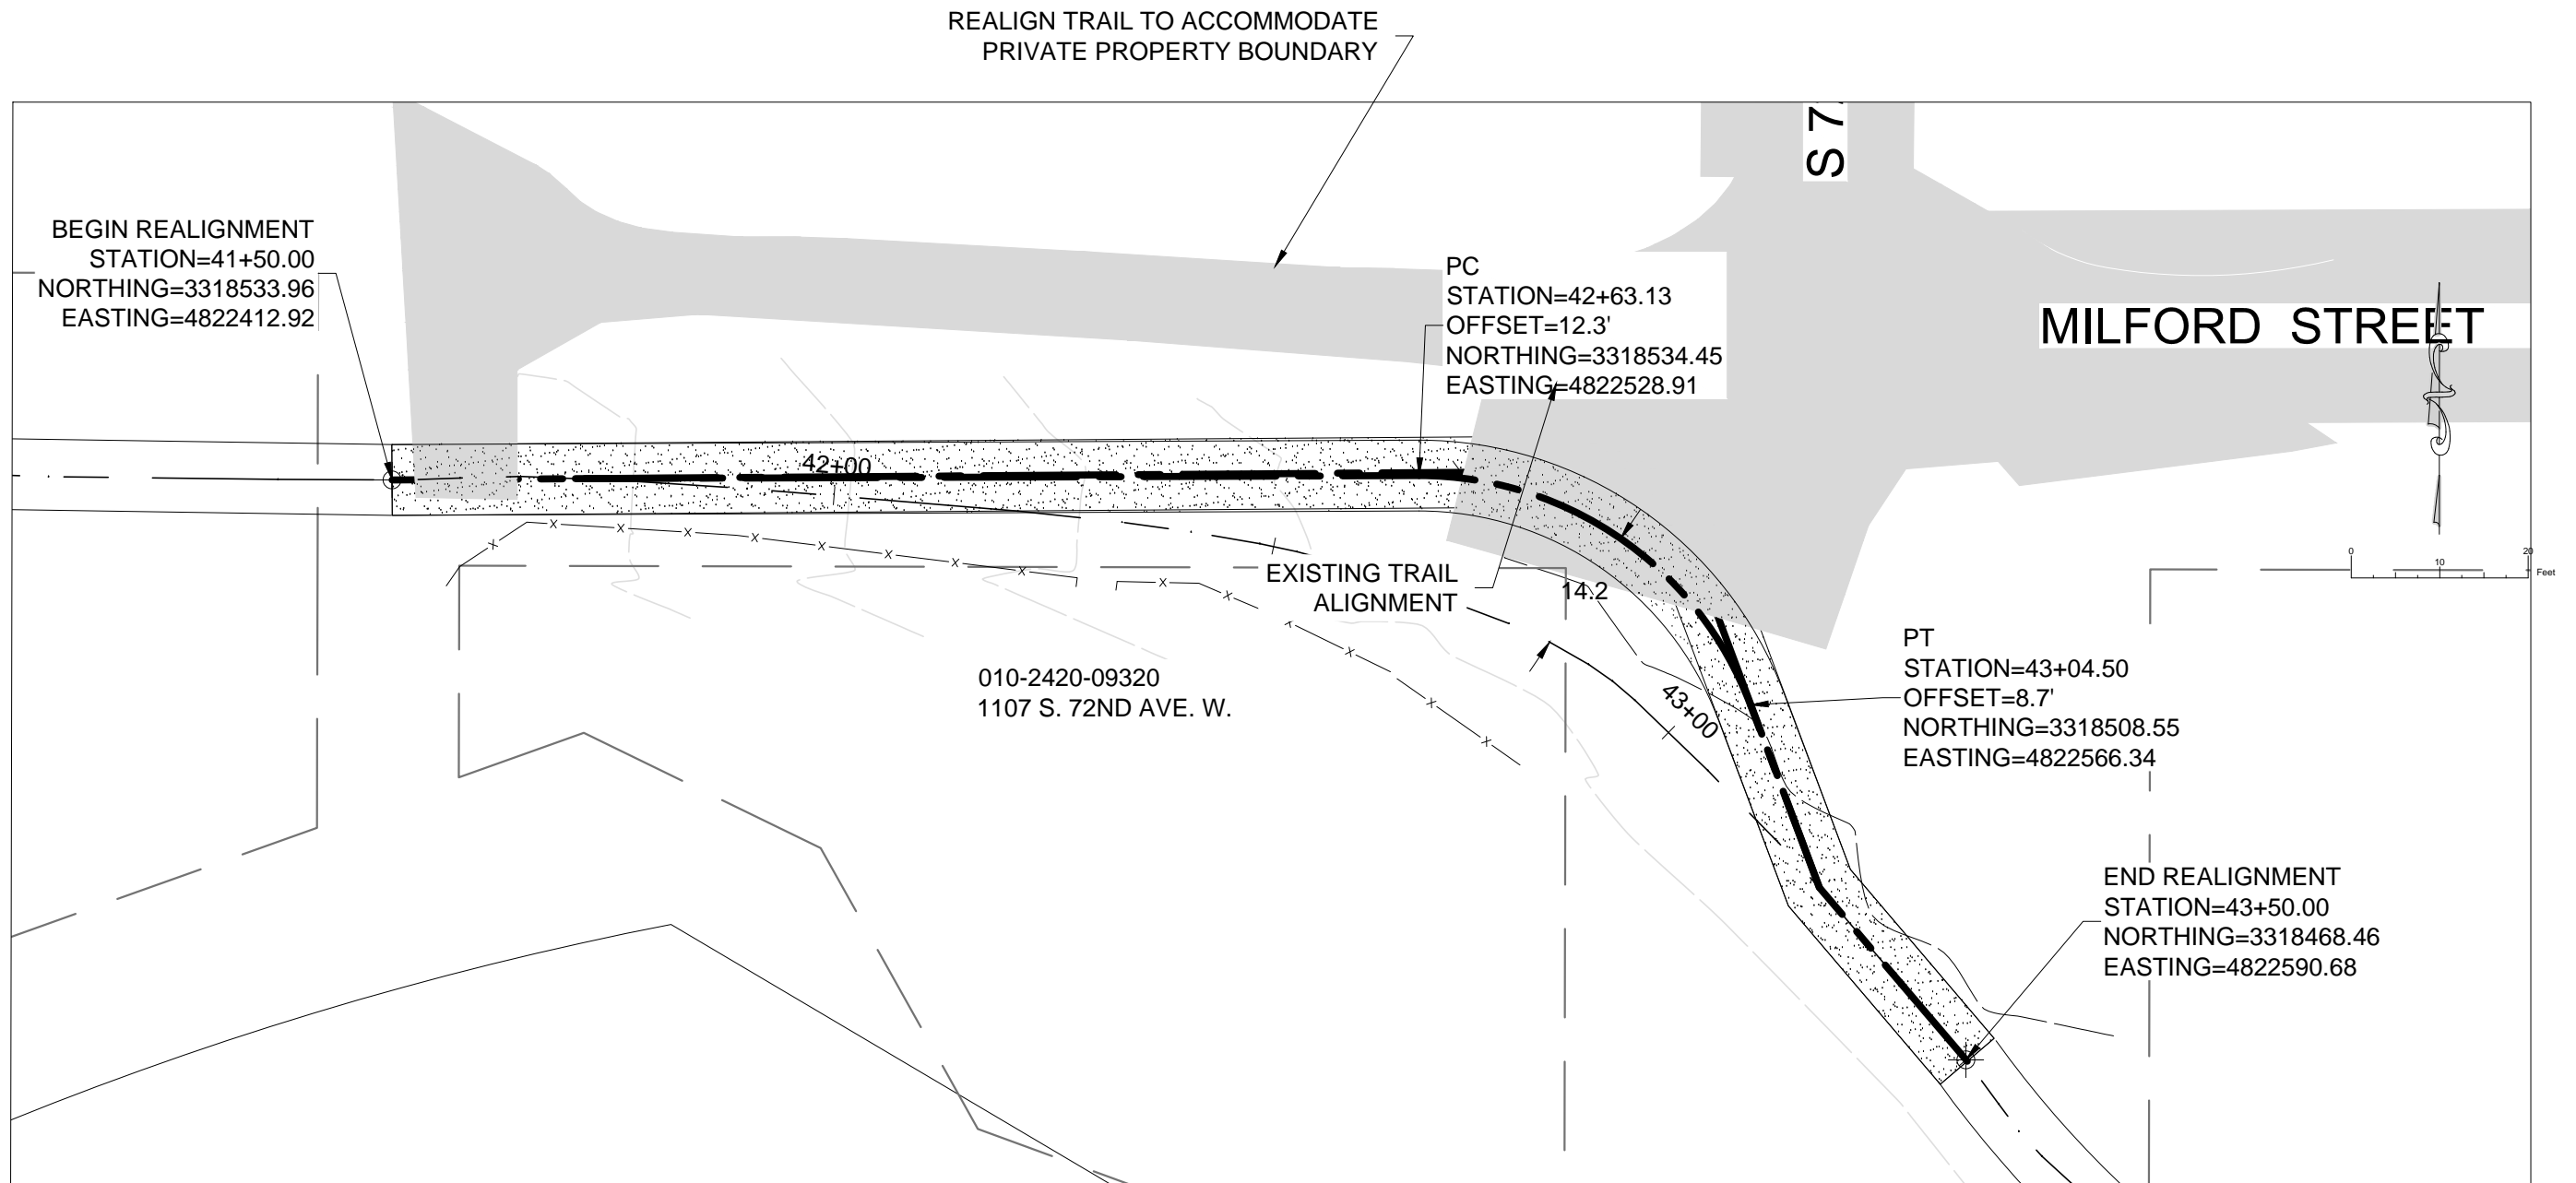 REALIGN TRAIL TO ACCOMMODATE
PRIVATE PROPERTY BOUNDARY
S 7
BEGIN REALIGNMENT
STATION=41+50.00
NORTHING=3318533.96
EASTING=4822412.92
PC
STATION=42+63.13
OFFSET=12.3'
NORTHING=3318534.45
EASTING=4822528.91
MILFORD STREET
42+00
0
10
20
Feet
EXISTING TRAIL
ALIGNMENT
14.2
43+00
010-2420-09320
1107 S. 72ND AVE. W.
PT
STATION=43+04.50
OFFSET=8.7'
NORTHING=3318508.55
EASTING=4822566.34
END REALIGNMENT
STATION=43+50.00
NORTHING=3318468.46
EASTING=4822590.68